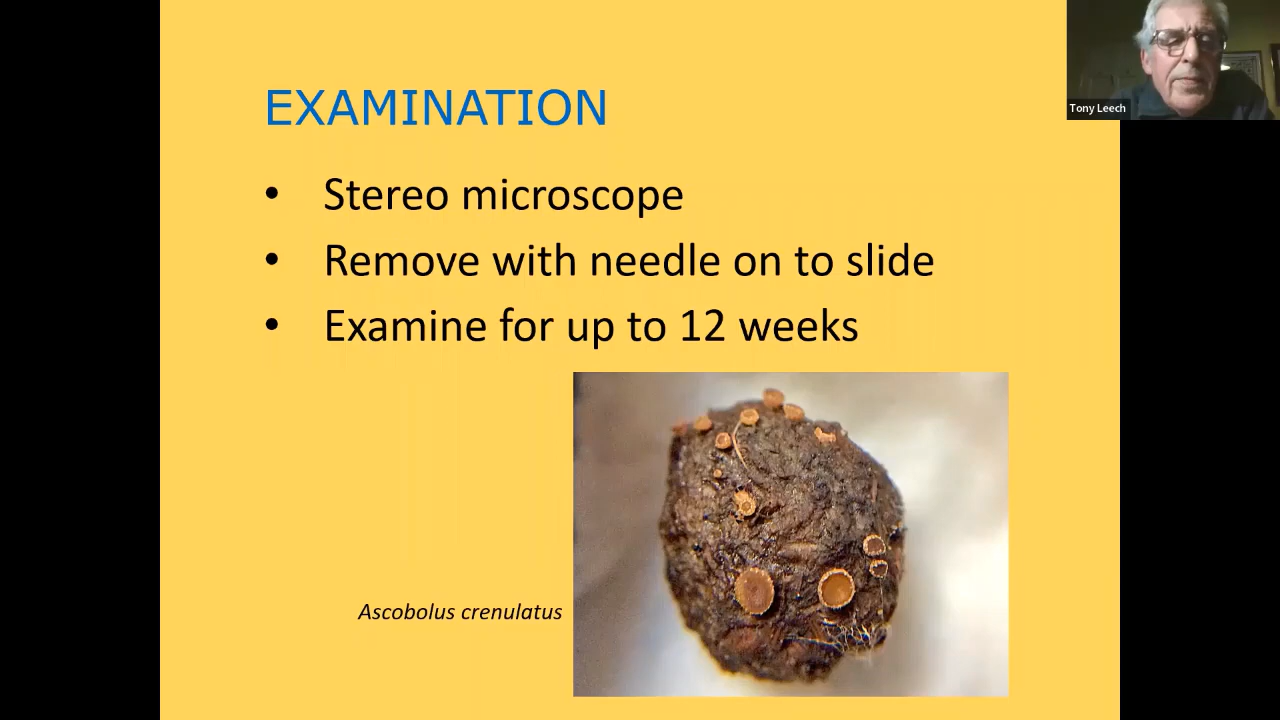 EXAMINATION
• Stereo microscope
• Remove with needle on to slide
• Examine for up to 12 weeks
Ascobolus crenulatus
Tony Leech